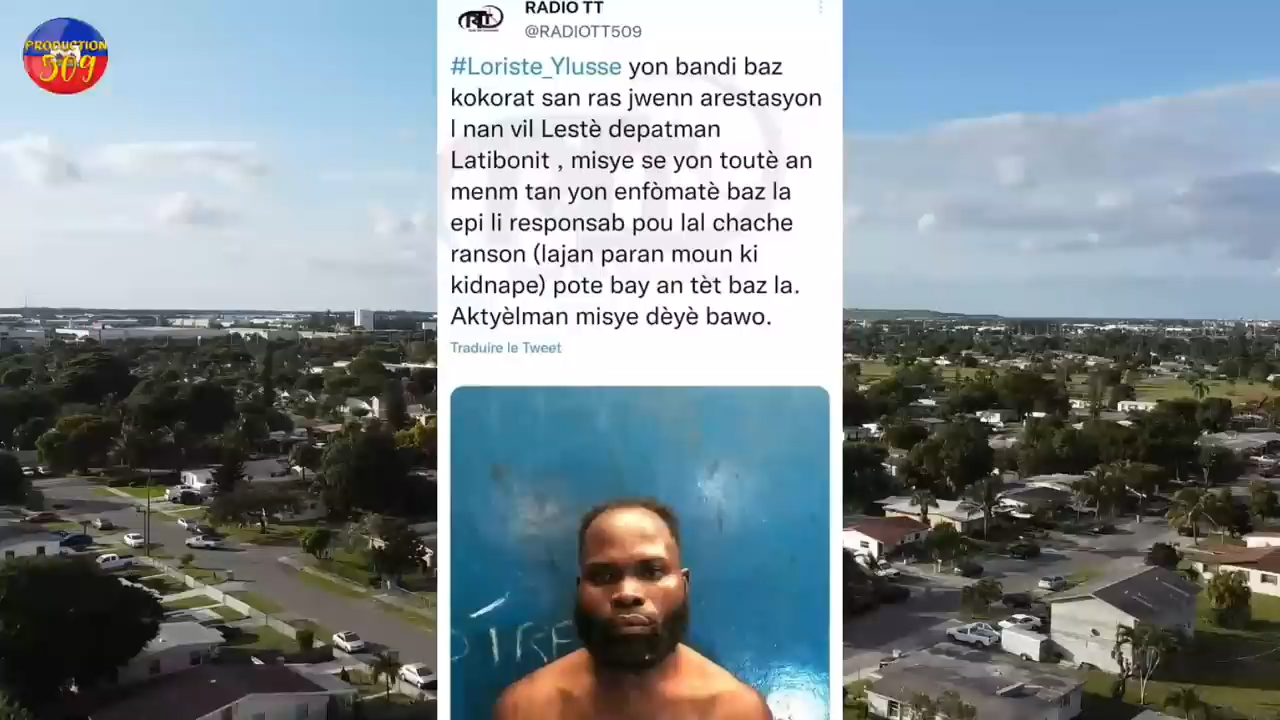 PRODUCTION
509
RADIO TT
@RADIOTT509
#Loriste_Ylusse yon bandi baz
kokorat san ras jwenn arestasyon
l nan vil Lestè depatman
Latibonit , misye se yon toutè an
menm tan yon enfòmatè baz la
epi li responsab pou lal chache
ranson (lajan paran moun ki
kidnape) pote bay an tèt baz la.
Aktyèlman misye dèyè bawo.
Traduire le Tweet